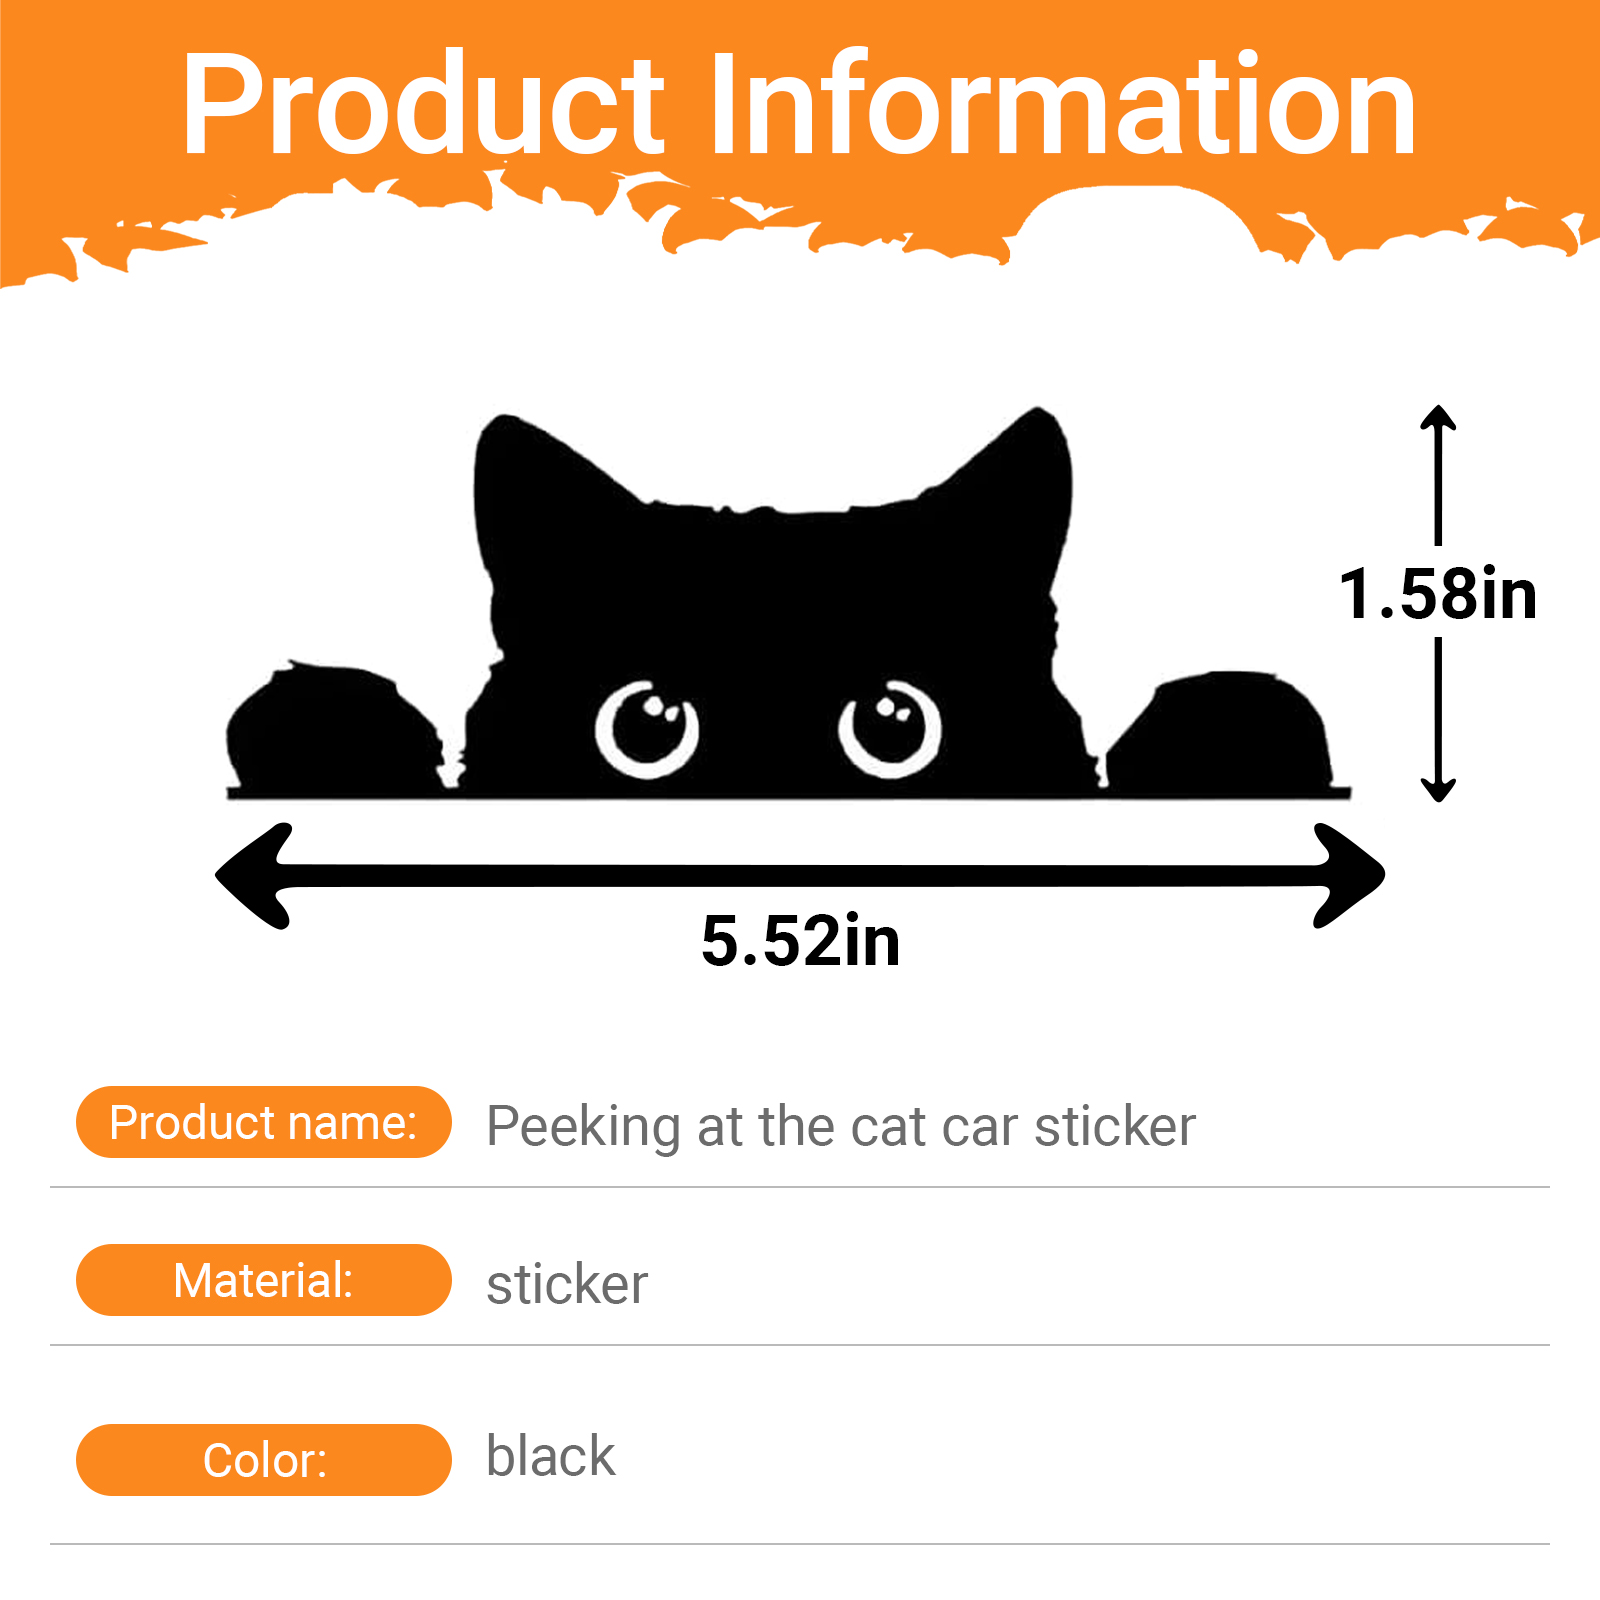 Product Information
1.58in
5.52in
Product name: Peeking at the cat car sticker
Material: sticker
Color: black